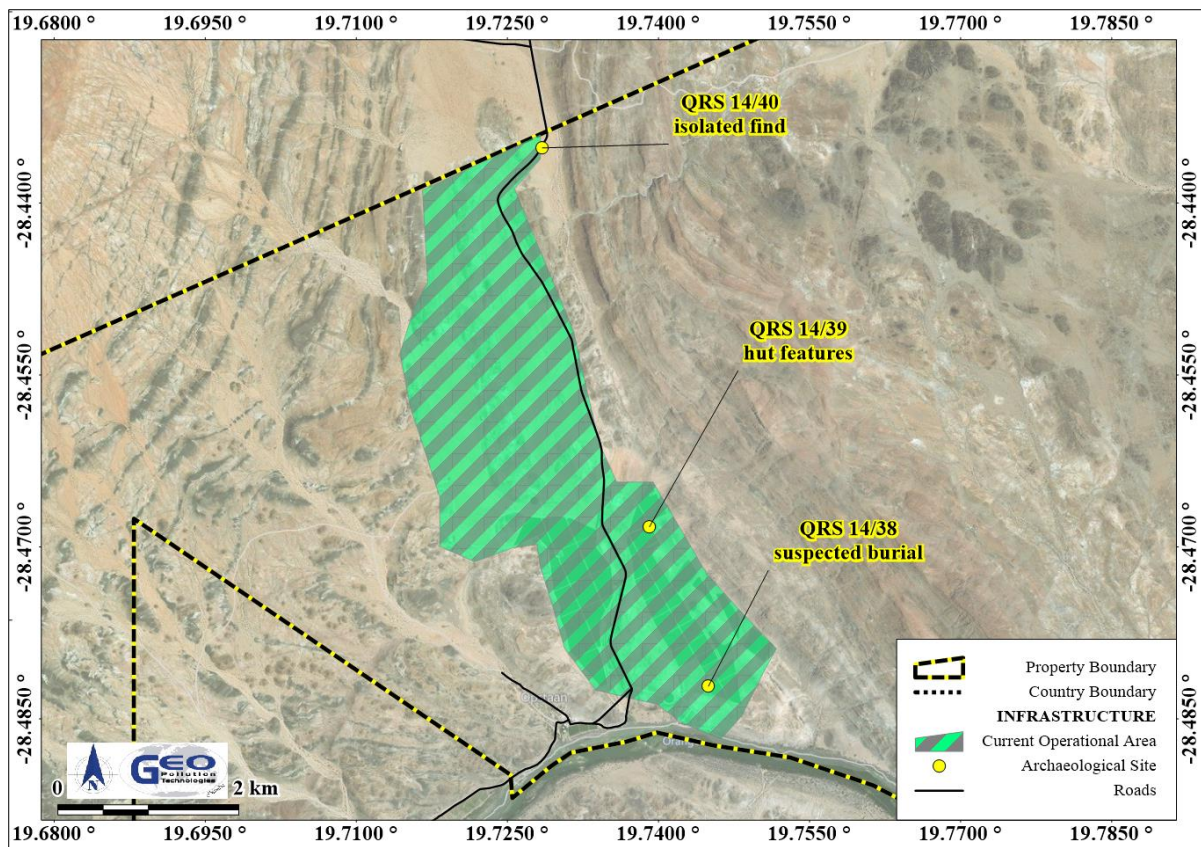 19.6800 ° 19.6950 ° 19.7100 ° 19.7250 ° 19.7400 ° 19.7550 ° 19.7700 ° 19.7850 °
QRS 14/40
isolated find
-28.4400 °
-28.4400 °
QRS 14/39
hut features
-28.4550 °
-28.4550 °
QRS 14/38
suspected burial
-28.4700 °
-28.4700 °
-28.4850 °
-28.4850 °
Orang
Property Boundary
Country Boundary
INFRASTRUCTURE
Current Operational Area
Archaeological Site
Roads
N
GEO
Pollution
Technologies
0 2 km
19.6800 ° 19.6950 ° 19.7100 ° 19.7250 ° 19.7400 ° 19.7550 ° 19.7700 ° 19.7850 °